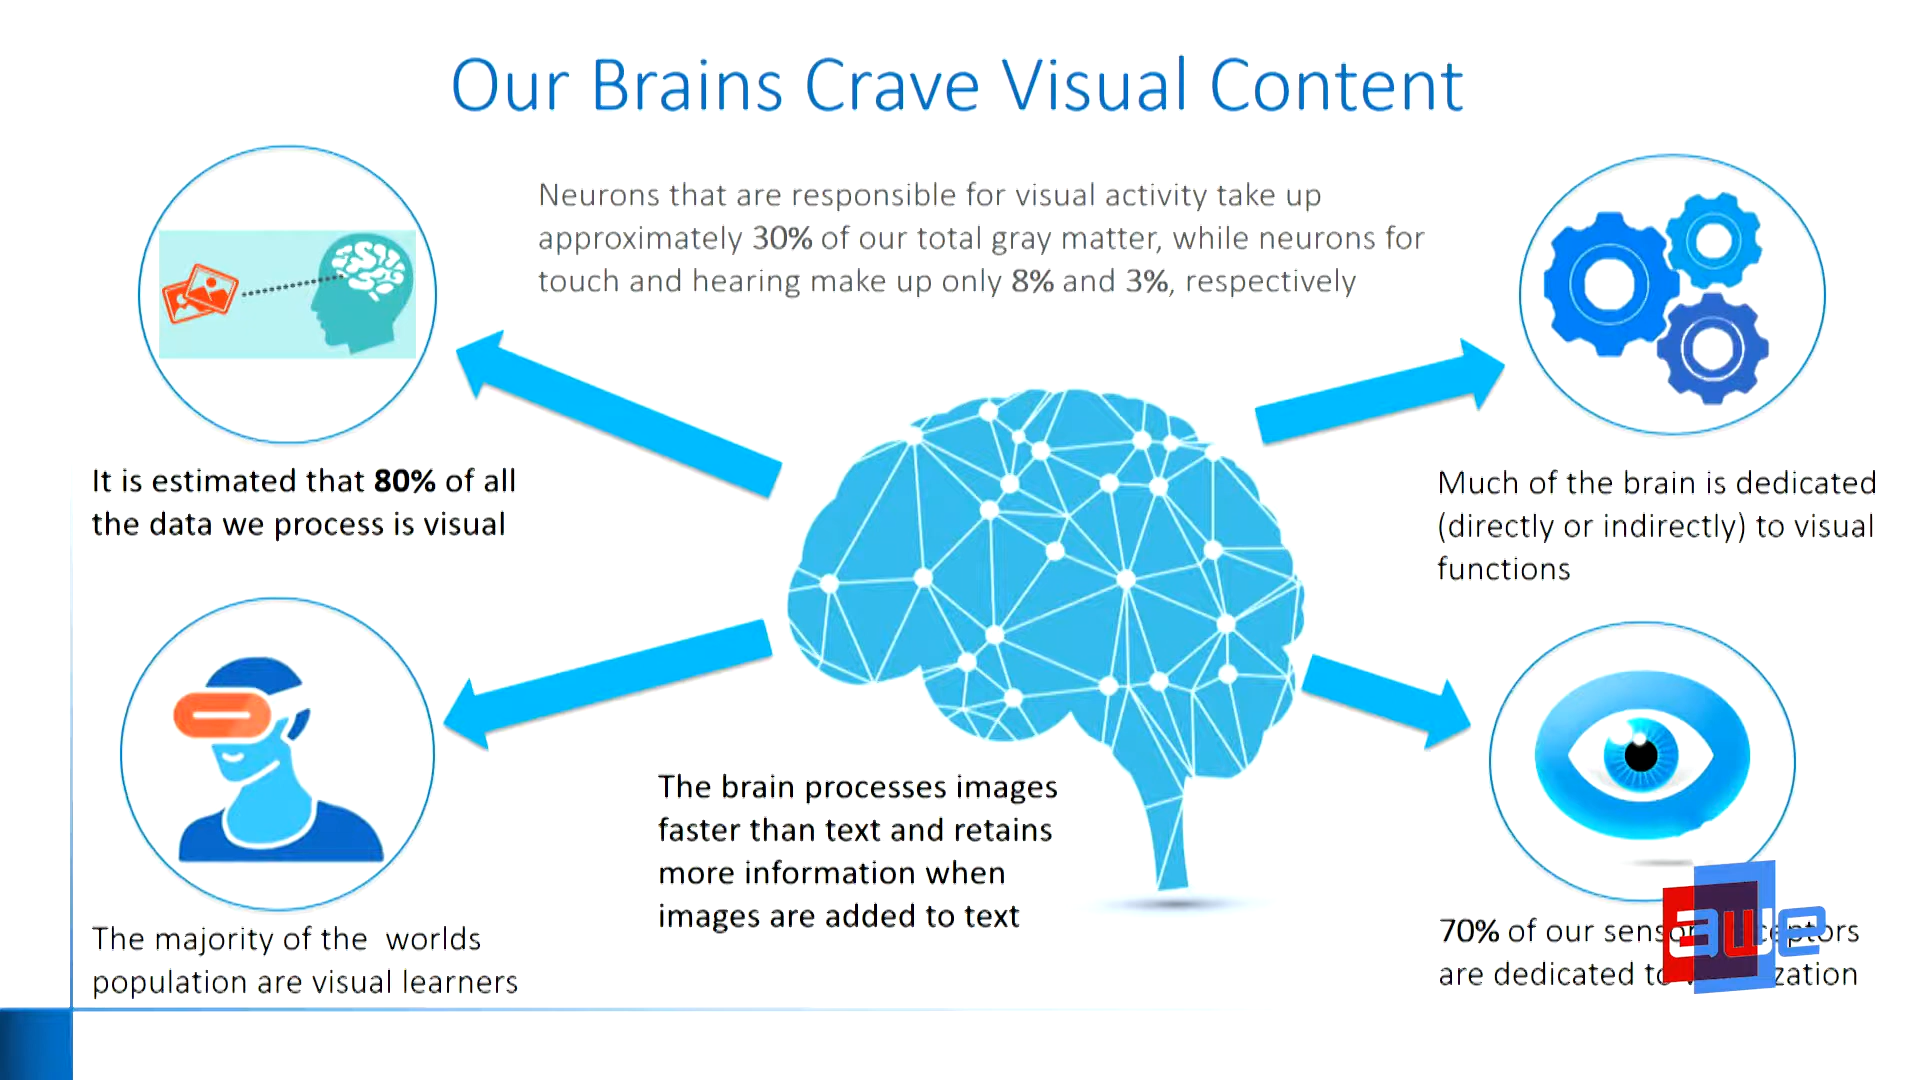 Our Brains Crave Visual Content
Neurons that are responsible for visual activity take up
approximately 30% of our total gray matter, while neurons for
touch and hearing make up only 8% and 3%, respectively
It is estimated that 80% of all
the data we process is visual
Much of the brain is dedicated
(directly or indirectly) to visual
functions
The brain processes images
faster than text and retains
more information when
images are added to text
The majority of the worlds
population are visual learners
70% of our
are dedicated
awe